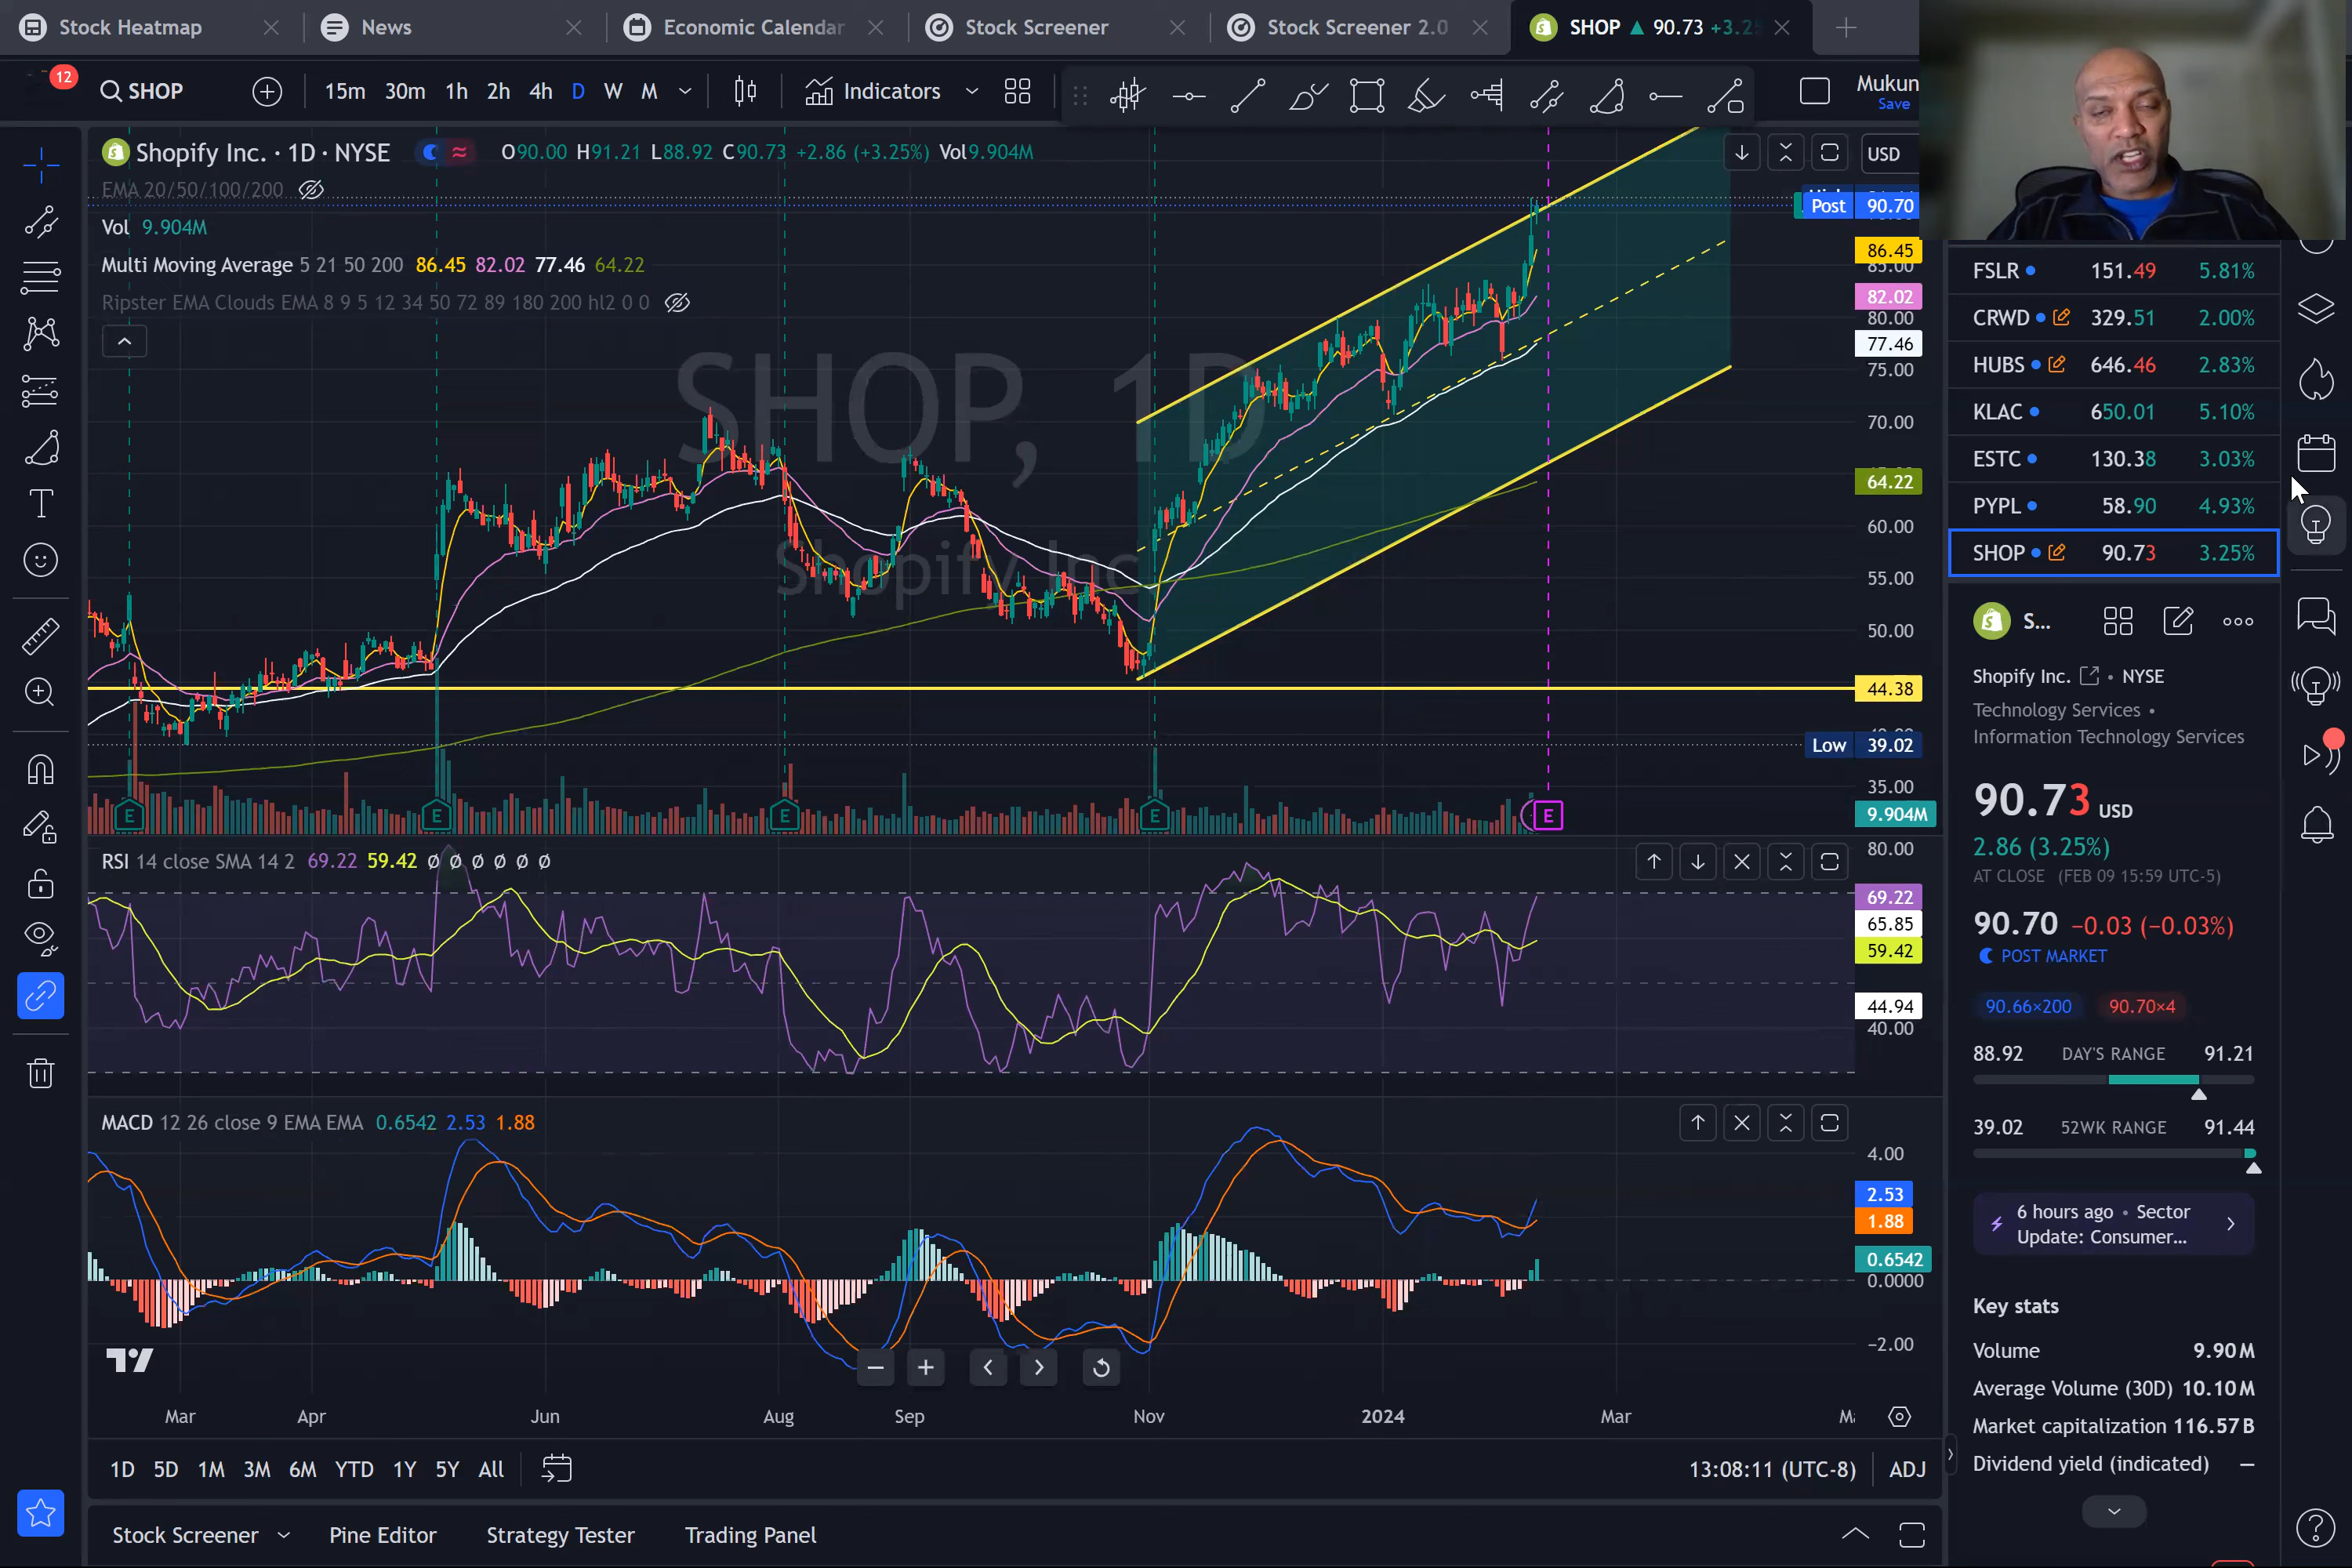 Stock Heatmap
News
Economic Calendar
Stock Screener
Stock Screener 2.0
SHOP ▲ 90.73 +3.25
12
SHOP
15m 30m 1h 2h 4h D W M
Indicators
Mukun
Save
Shopify Inc. · 1D · NYSE
O90.00 H91.21 L88.92 C90.73 +2.86 (+3.25%) Vol9.904M
USD
EMA 20/50/100/200
Vol 9.904M
Multi Moving Average 5 21 50 200 86.45 82.02 77.46 64.22
Ripster EMA Clouds EMA 8 9 5 12 34 50 72 89 180 200 hl2 0 0
SHOP, 1D
Shopify Inc
Post 90.70
86.45
85.00
82.02
80.00
77.46
75.00
70.00
64.22
60.00
55.00
50.00
44.38
Low 39.02
35.00
9.904M
E E E E E
RSI 14 close SMA 14 2 69.22 59.42 ø ø ø ø ø ø
80.00
69.22
65.85
59.42
44.94
40.00
MACD 12 26 close 9 EMA EMA 0.6542 2.53 1.88
4.00
2.53
1.88
0.6542
0.0000
−2.00
Mar Apr Jun Aug Sep Nov 2024 Mar
1D 5D 1M 3M 6M YTD 1Y 5Y All
13:08:11 (UTC-8) ADJ
Stock Screener Pine Editor Strategy Tester Trading Panel
FSLR 151.49 5.81%
CRWD 329.51 2.00%
HUBS 646.46 2.83%
KLAC 650.01 5.10%
ESTC 130.38 3.03%
PYPL 58.90 4.93%
SHOP 90.73 3.25%
S...
Shopify Inc. • NYSE
Technology Services •
Information Technology Services
90.73 USD
2.86 (3.25%)
AT CLOSE (FEB 09 15:59 UTC-5)
90.70 −0.03 (−0.03%)
POST MARKET
90.66×200 90.70×4
88.92 DAY'S RANGE 91.21
39.02 52WK RANGE 91.44
6 hours ago • Sector
Update: Consumer...
Key stats
Volume 9.90M
Average Volume (30D) 10.10M
Market capitalization 116.57B
Dividend yield (indicated) —